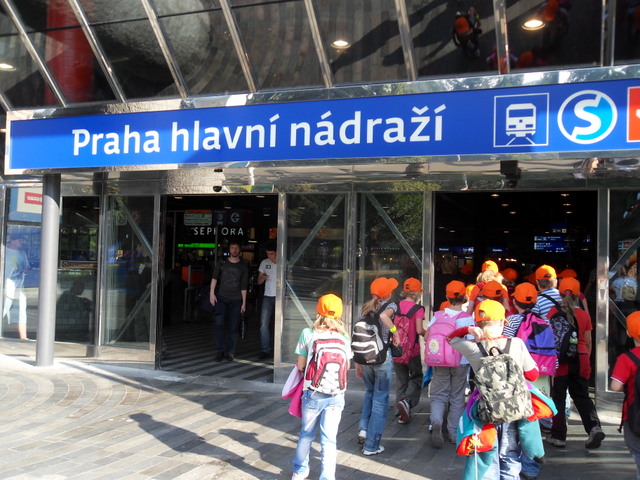 Praha hlavní nádraží S
SEPHORA